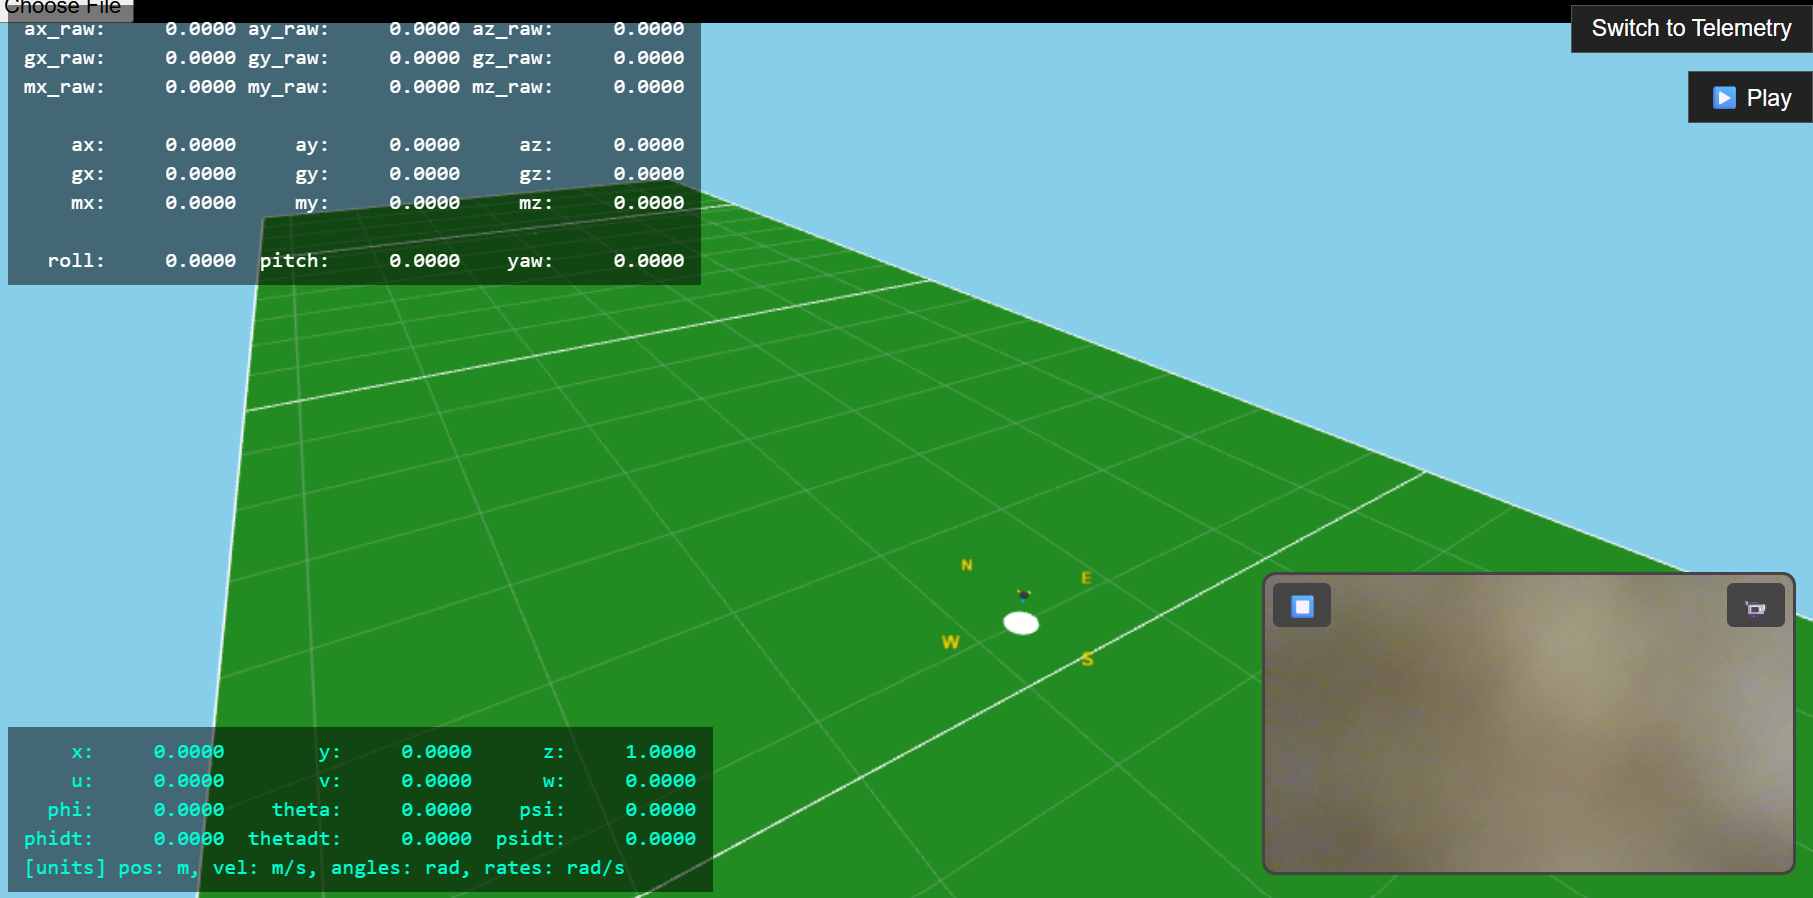 Choose File
Switch to Telemetry
Play
ax_raw: 0.0000 ay_raw: 0.0000 az_raw: 0.0000
gx_raw: 0.0000 gy_raw: 0.0000 gz_raw: 0.0000
mx_raw: 0.0000 my_raw: 0.0000 mz_raw: 0.0000
ax: 0.0000 ay: 0.0000 az: 0.0000
gx: 0.0000 gy: 0.0000 gz: 0.0000
mx: 0.0000 my: 0.0000 mz: 0.0000
roll: 0.0000 pitch: 0.0000 yaw: 0.0000
N
E
W
S
x: 0.0000 y: 0.0000 z: 1.0000
u: 0.0000 v: 0.0000 w: 0.0000
phi: 0.0000 theta: 0.0000 psi: 0.0000
phidt: 0.0000 thetadt: 0.0000 psidt: 0.0000
[units] pos: m, vel: m/s, angles: rad, rates: rad/s